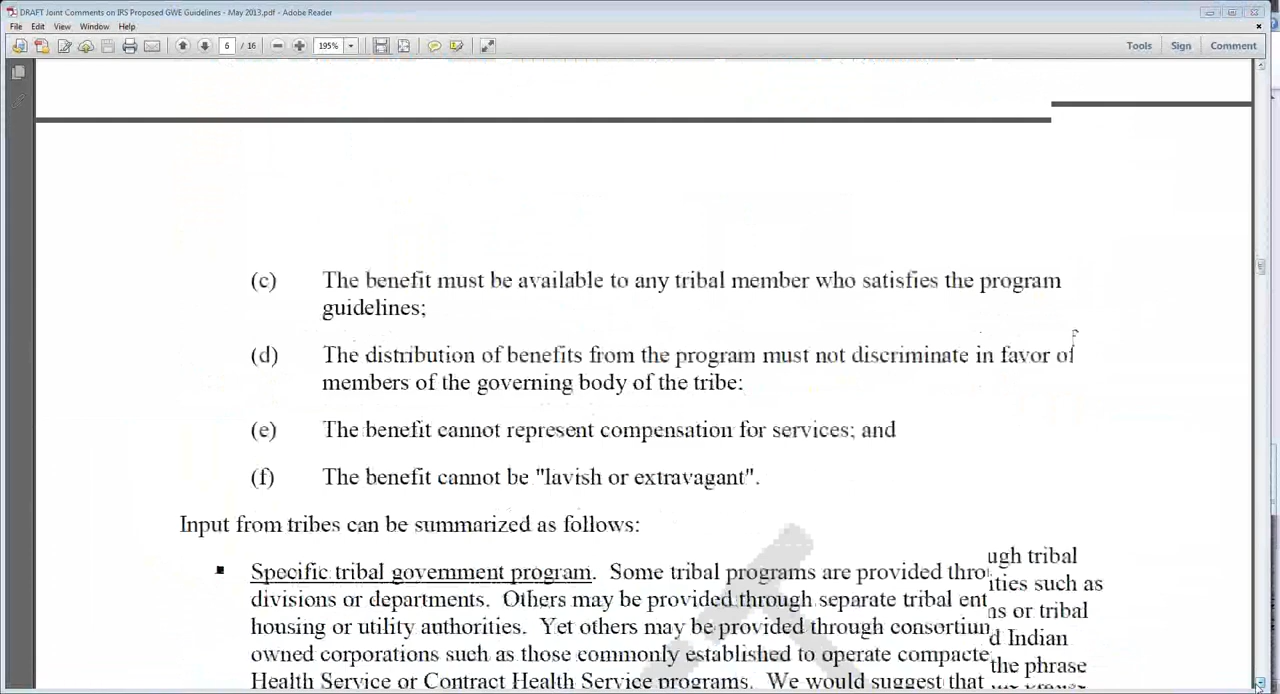 DRAFT Joint Comments on IRS Proposed GWE Guidelines - May 2013.pdf - Adobe Reader
File Edit View Window Help
6 / 16 195% Tools Sign Comment
(c) The benefit must be available to any tribal member who satisfies the program
guidelines;
(d) The distribution of benefits from the program must not discriminate in favor of
members of the governing body of the tribe:
(e) The benefit cannot represent compensation for services; and
(f) The benefit cannot be "lavish or extravagant".
Input from tribes can be summarized as follows:
Specific tribal government program. Some tribal programs are provided through tribal
divisions or departments. Others may be provided through separate tribal entities such as
housing or utility authorities. Yet others may be provided through consortiums or tribal
owned corporations such as those commonly established to operate compacted Indian
Health Service or Contract Health Service programs. We would suggest that the phrase